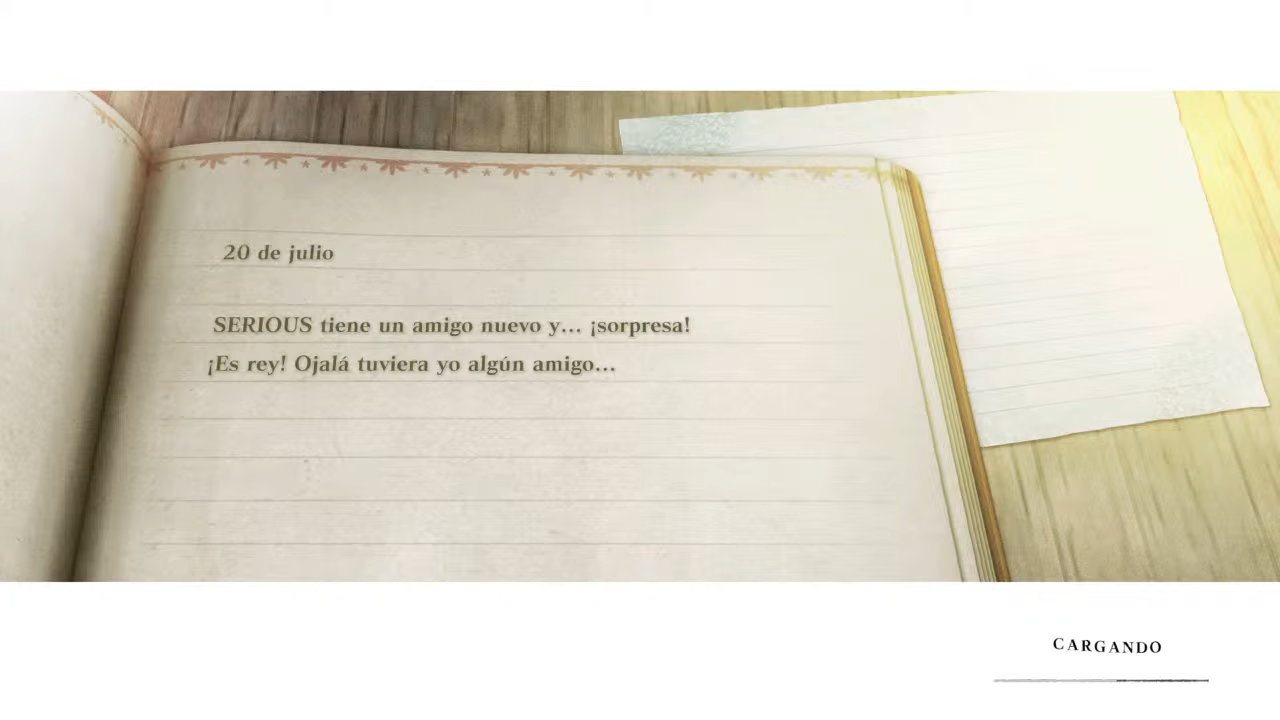 20 de julio
SERIOUS tiene un amigo nuevo y... ¡sorpresa!
¡Es rey! Ojalá tuviera yo algún amigo...
CARGANDO